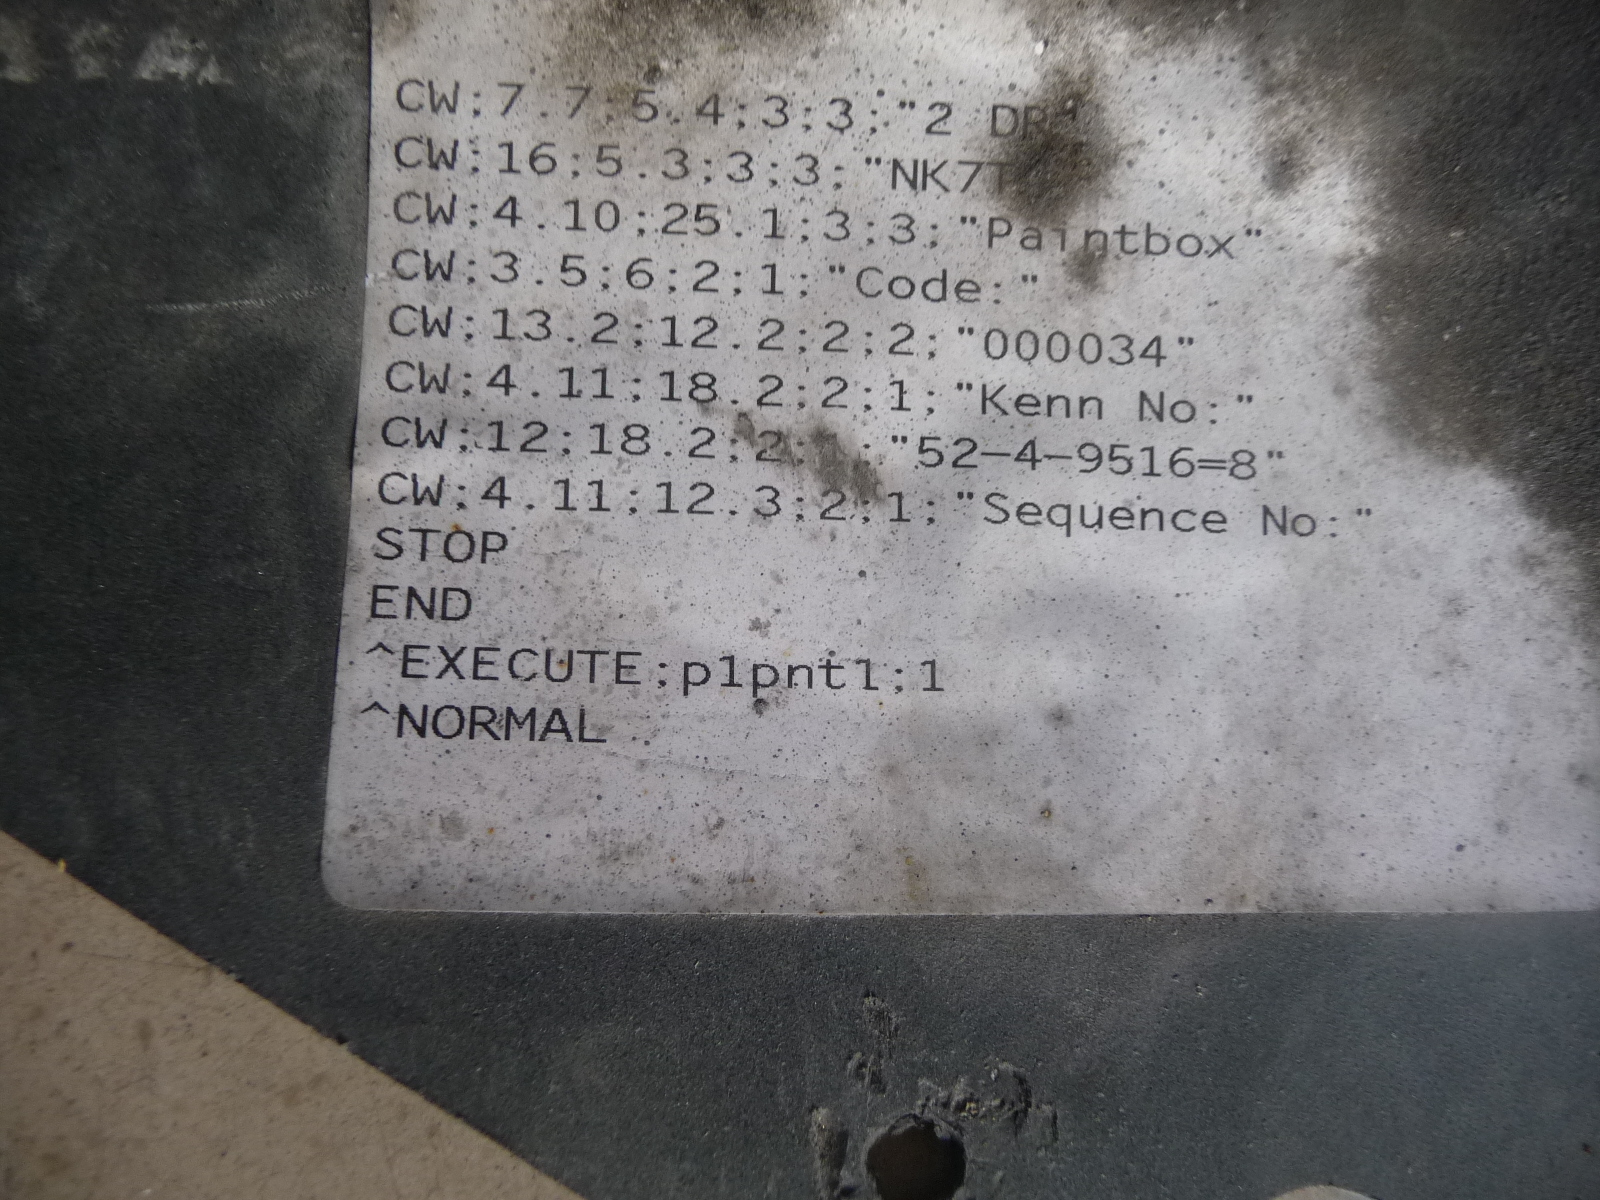 CW;7.7;5.4;3;3;"2 DR"
CW;16;5.3;3;3;"NK7T
CW;4.10;25.1;3;3;"Paintbox"
CW;3.5;6;2;1;"Code:"
CW;13.2;12.2;2;2;"000034"
CW;4.11;18.2;2;1;"Kenn No:"
CW;12;18.2;2; ;"52-4-9516=8"
CW;4.11;12.3;2;1;"Sequence No:"
STOP
END
^EXECUTE;p1pnt1;1
^NORMAL